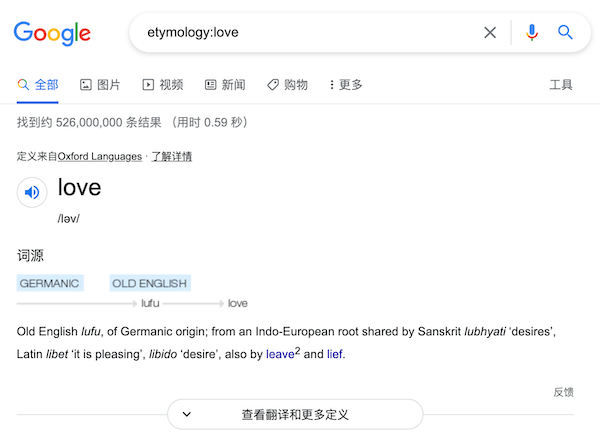 Google
etymology:love
全部 图片 视频 新闻 购物 更多 工具
找到约 526,000,000 条结果 （用时 0.59 秒）
定义来自Oxford Languages · 了解详情
love
/ləv/
词源
GERMANIC OLD ENGLISH
lufu love
Old English lufu, of Germanic origin; from an Indo-European root shared by Sanskrit lubhyati ‘desires’,
Latin libet ‘it is pleasing’, libido ‘desire’, also by leave2 and lief.
反馈
查看翻译和更多定义